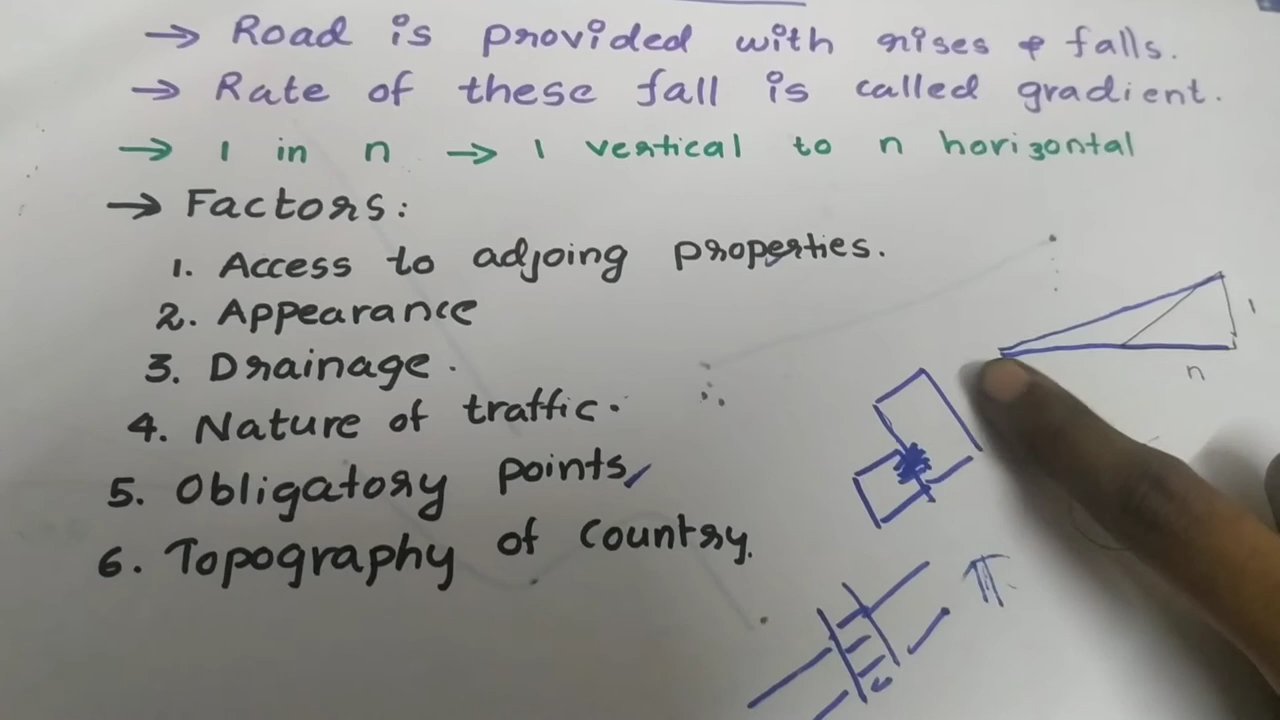 → Road is provided with rises & falls.
→ Rate of these fall is called gradient.
→ 1 in n → 1 vertical to n horizontal
→ Factors:
1. Access to adjoing properties.
2. Appearance
3. Drainage.
4. Nature of traffic.
5. Obligatory points
6. Topography of country.
1
n